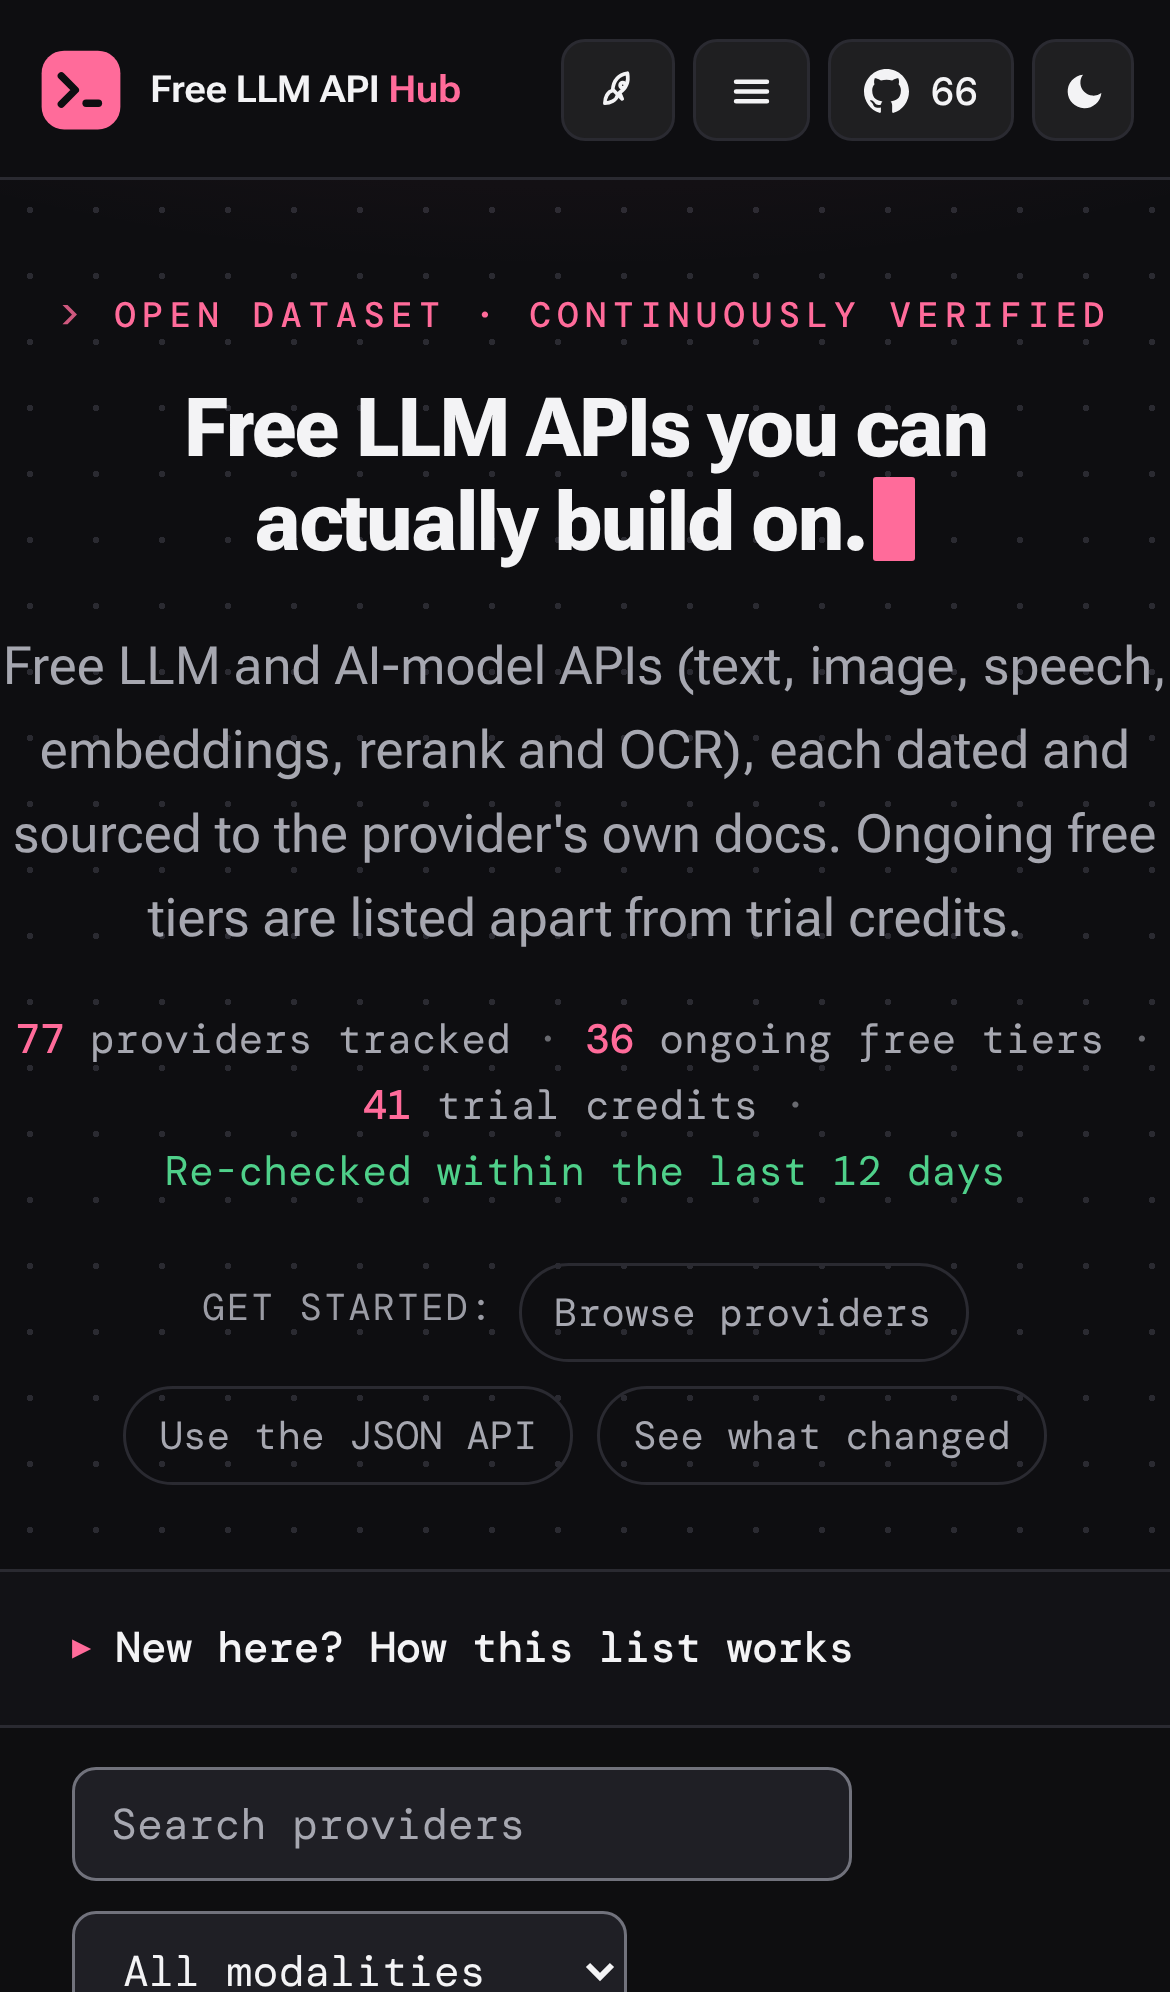 Free LLM API Hub
66
> OPEN DATASET · CONTINUOUSLY VERIFIED
Free LLM APIs you can
actually build on.
Free LLM and AI-model APIs (text, image, speech,
embeddings, rerank and OCR), each dated and
sourced to the provider's own docs. Ongoing free
tiers are listed apart from trial credits.
77 providers tracked · 36 ongoing free tiers ·
41 trial credits ·
Re-checked within the last 12 days
GET STARTED: Browse providers
Use the JSON API See what changed
New here? How this list works
Search providers
All modalities